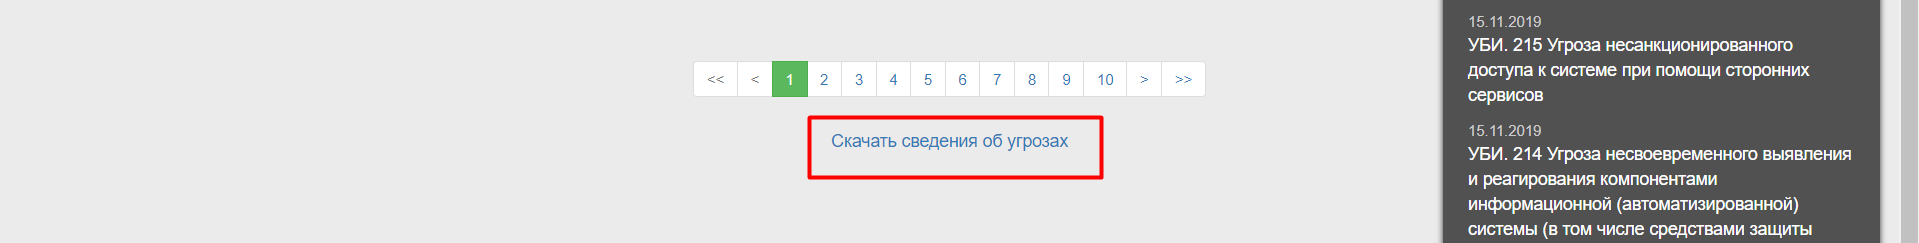 << < 1 2 3 4 5 6 7 8 9 10 > >>
Скачать сведения об угрозах
15.11.2019
УБИ. 215 Угроза несанкционированного
доступа к системе при помощи сторонних
сервисов
15.11.2019
УБИ. 214 Угроза несвоевременного выявления
и реагирования компонентами
информационной (автоматизированной)
системы (в том числе средствами защиты